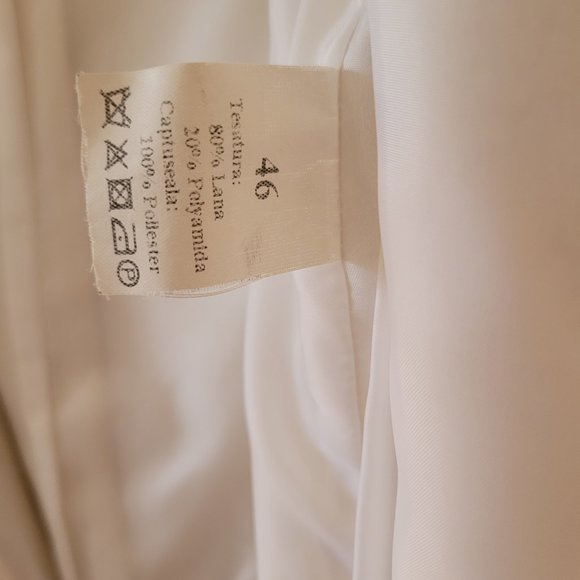 46
Tesatura:
80% Lana
20% Polyamida
Captuseala:
100% Poliester
P